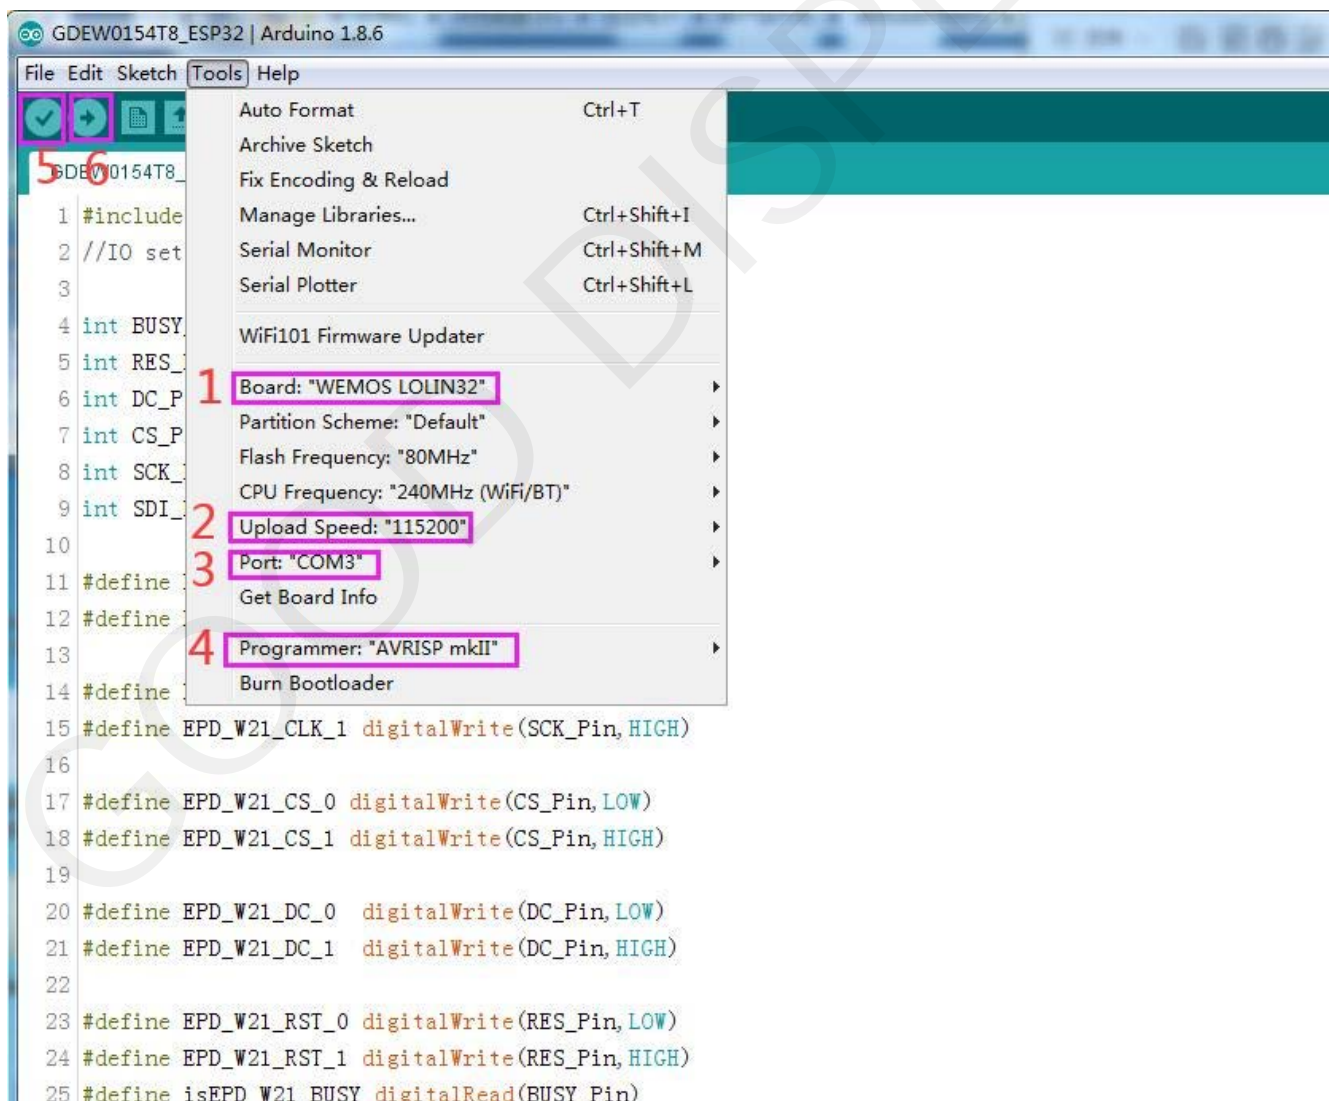 GDEW0154T8_ESP32 | Arduino 1.8.6
File Edit Sketch Tools Help
5 6
GDEW0154T8_
Auto Format Ctrl+T
Archive Sketch
Fix Encoding & Reload
Manage Libraries... Ctrl+Shift+I
Serial Monitor Ctrl+Shift+M
Serial Plotter Ctrl+Shift+L
WiFi101 Firmware Updater
1 Board: "WEMOS LOLIN32"
Partition Scheme: "Default"
Flash Frequency: "80MHz"
CPU Frequency: "240MHz (WiFi/BT)"
2 Upload Speed: "115200"
3 Port: "COM3"
Get Board Info
4 Programmer: "AVRISP mkII"
Burn Bootloader
1 #include
2 //IO set
3
4 int BUSY_
5 int RES_
6 int DC_P
7 int CS_P
8 int SCK_
9 int SDI_
10
11 #define
12 #define
13
14 #define
15 #define EPD_W21_CLK_1 digitalWrite(SCK_Pin,HIGH)
16
17 #define EPD_W21_CS_0 digitalWrite(CS_Pin,LOW)
18 #define EPD_W21_CS_1 digitalWrite(CS_Pin,HIGH)
19
20 #define EPD_W21_DC_0  digitalWrite(DC_Pin,LOW)
21 #define EPD_W21_DC_1  digitalWrite(DC_Pin,HIGH)
22
23 #define EPD_W21_RST_0 digitalWrite(RES_Pin,LOW)
24 #define EPD_W21_RST_1 digitalWrite(RES_Pin,HIGH)
25 #define isEPD_W21_BUSY digitalRead(BUSY_Pin)
GOOD DISPL